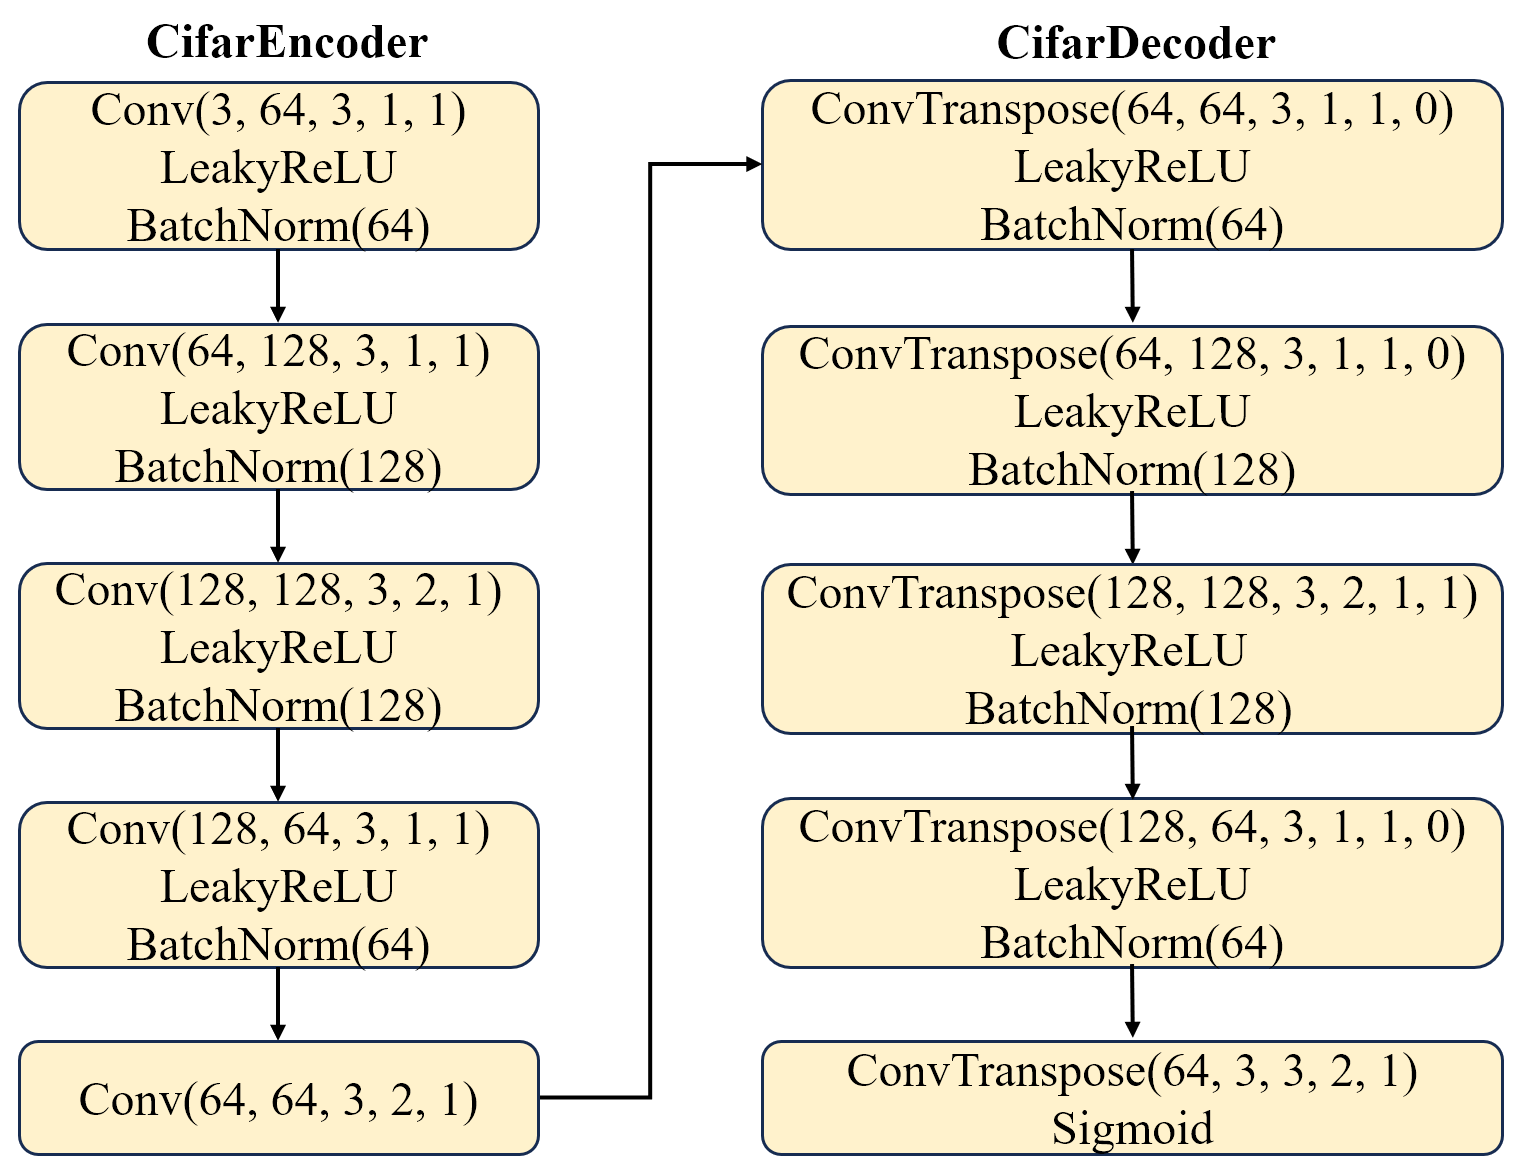 CifarEncoder
Conv(3, 64, 3, 1, 1)
LeakyReLU
BatchNorm(64)
Conv(64, 128, 3, 1, 1)
LeakyReLU
BatchNorm(128)
Conv(128, 128, 3, 2, 1)
LeakyReLU
BatchNorm(128)
Conv(128, 64, 3, 1, 1)
LeakyReLU
BatchNorm(64)
Conv(64, 64, 3, 2, 1)
CifarDecoder
ConvTranspose(64, 64, 3, 1, 1, 0)
LeakyReLU
BatchNorm(64)
ConvTranspose(64, 128, 3, 1, 1, 0)
LeakyReLU
BatchNorm(128)
ConvTranspose(128, 128, 3, 2, 1, 1)
LeakyReLU
BatchNorm(128)
ConvTranspose(128, 64, 3, 1, 1, 0)
LeakyReLU
BatchNorm(64)
ConvTranspose(64, 3, 3, 2, 1)
Sigmoid